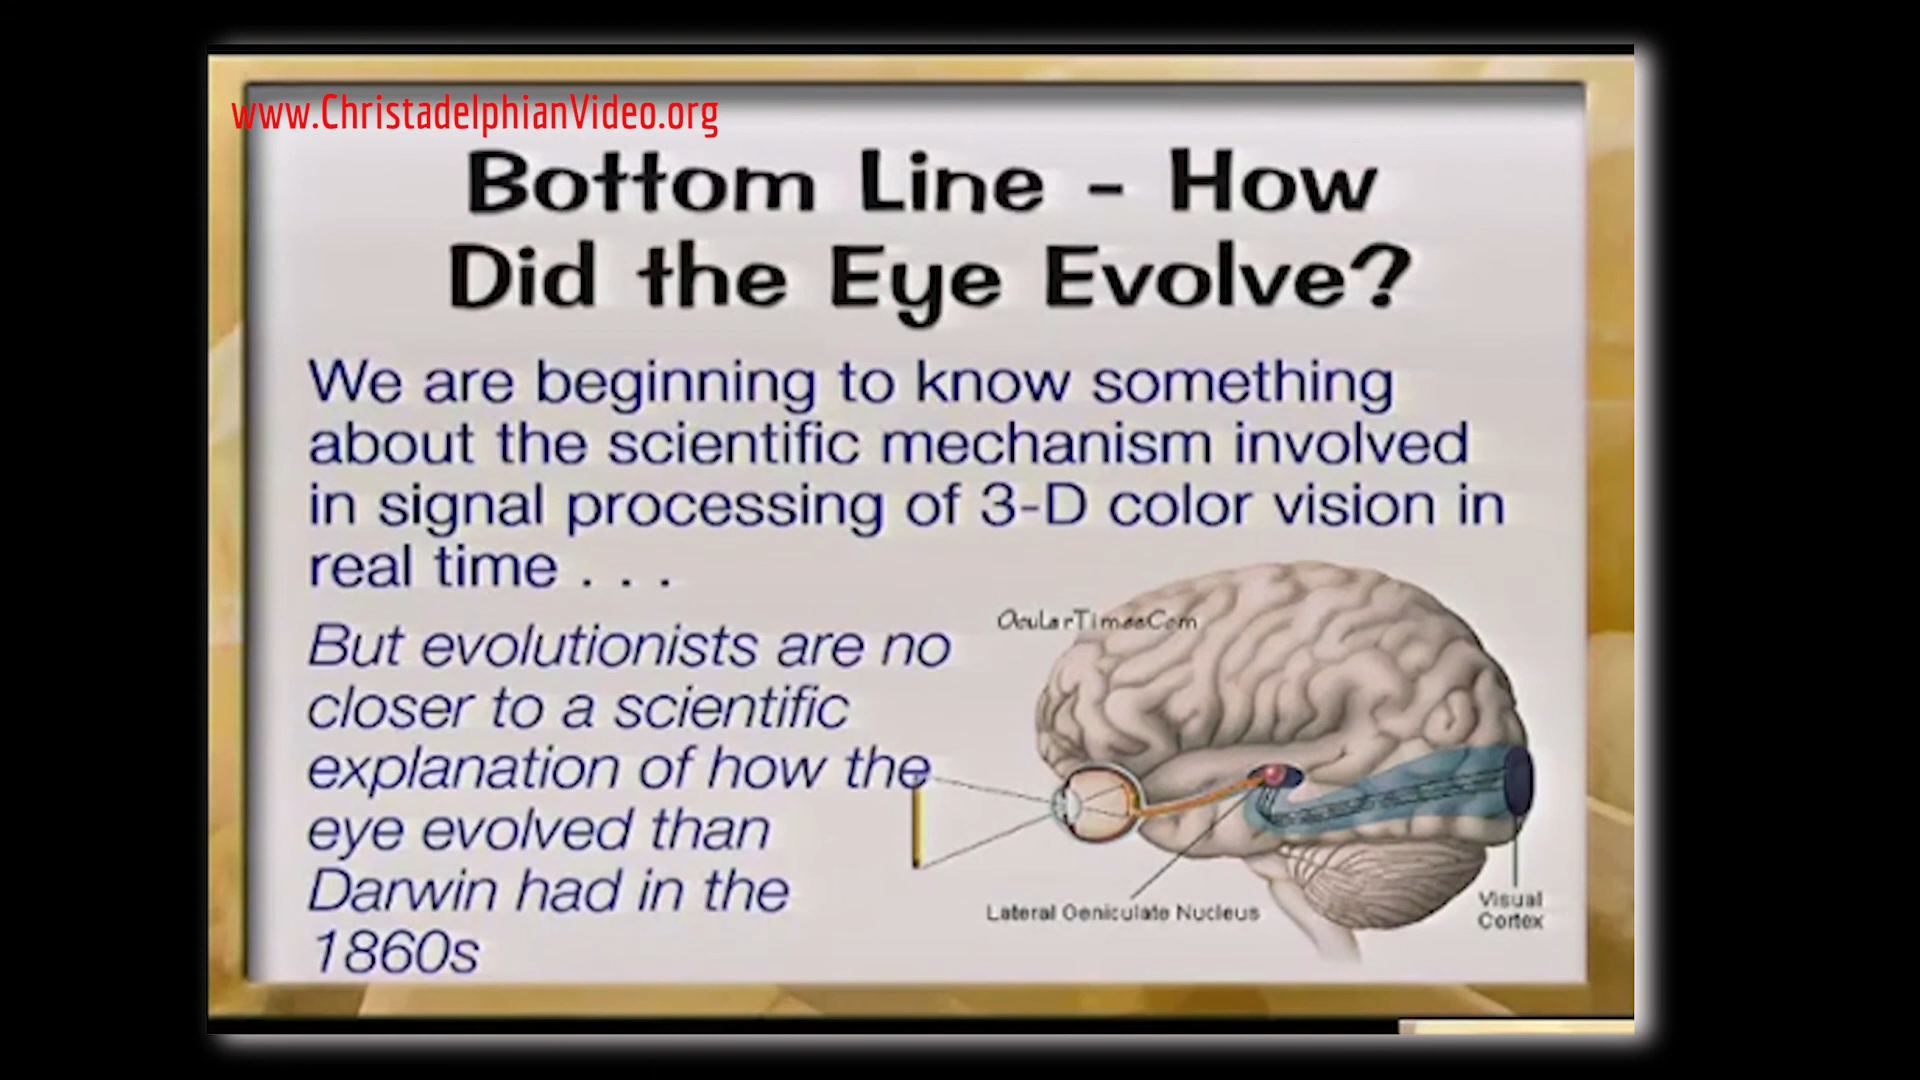 www.ChristadelphianVideo.org
Bottom Line - How
Did the Eye Evolve?
We are beginning to know something
about the scientific mechanism involved
in signal processing of 3-D color vision in
real time . . .
But evolutionists are no
closer to a scientific
explanation of how the
eye evolved than
Darwin had in the
1860s
OcularTimesCom
Lateral Geniculate Nucleus
Visual
Cortex